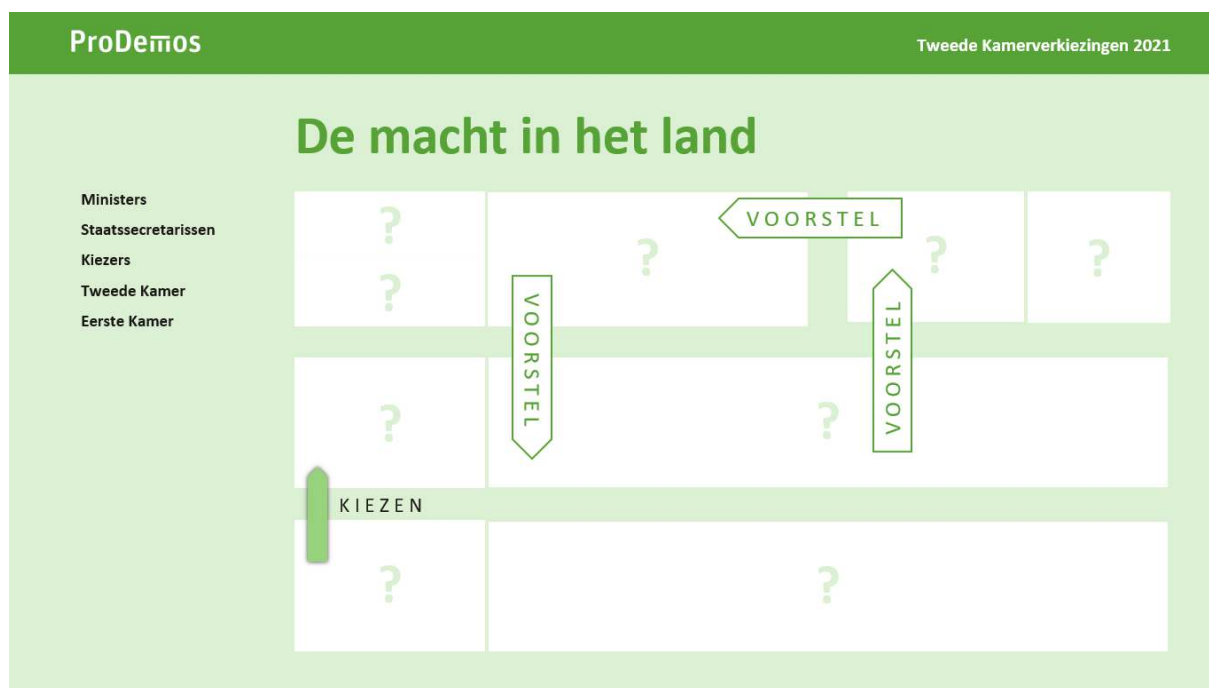 ProDemos
Tweede Kamerverkiezingen 2021
De macht in het land
Ministers
Staatssecretarissen
Kiezers
Tweede Kamer
Eerste Kamer
?
?
?
VOORSTEL
?
?
VOORSTEL
VOORSTEL
?
?
KIEZEN
?
?